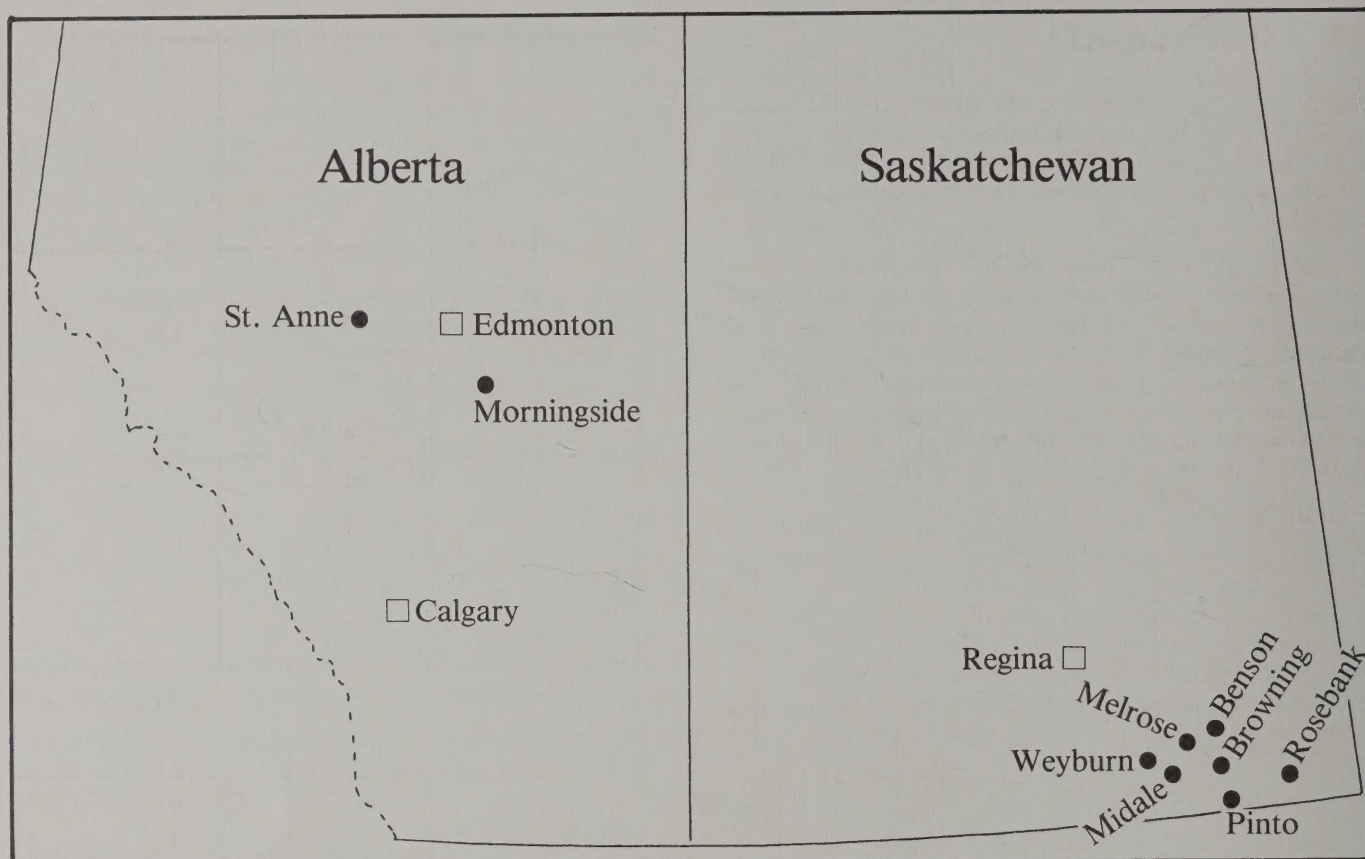 Alberta
Saskatchewan
St. Anne
Edmonton
Morningside
Calgary
Regina
Melrose
Benson
Browning
Rosebank
Weyburn
Midale
Pinto